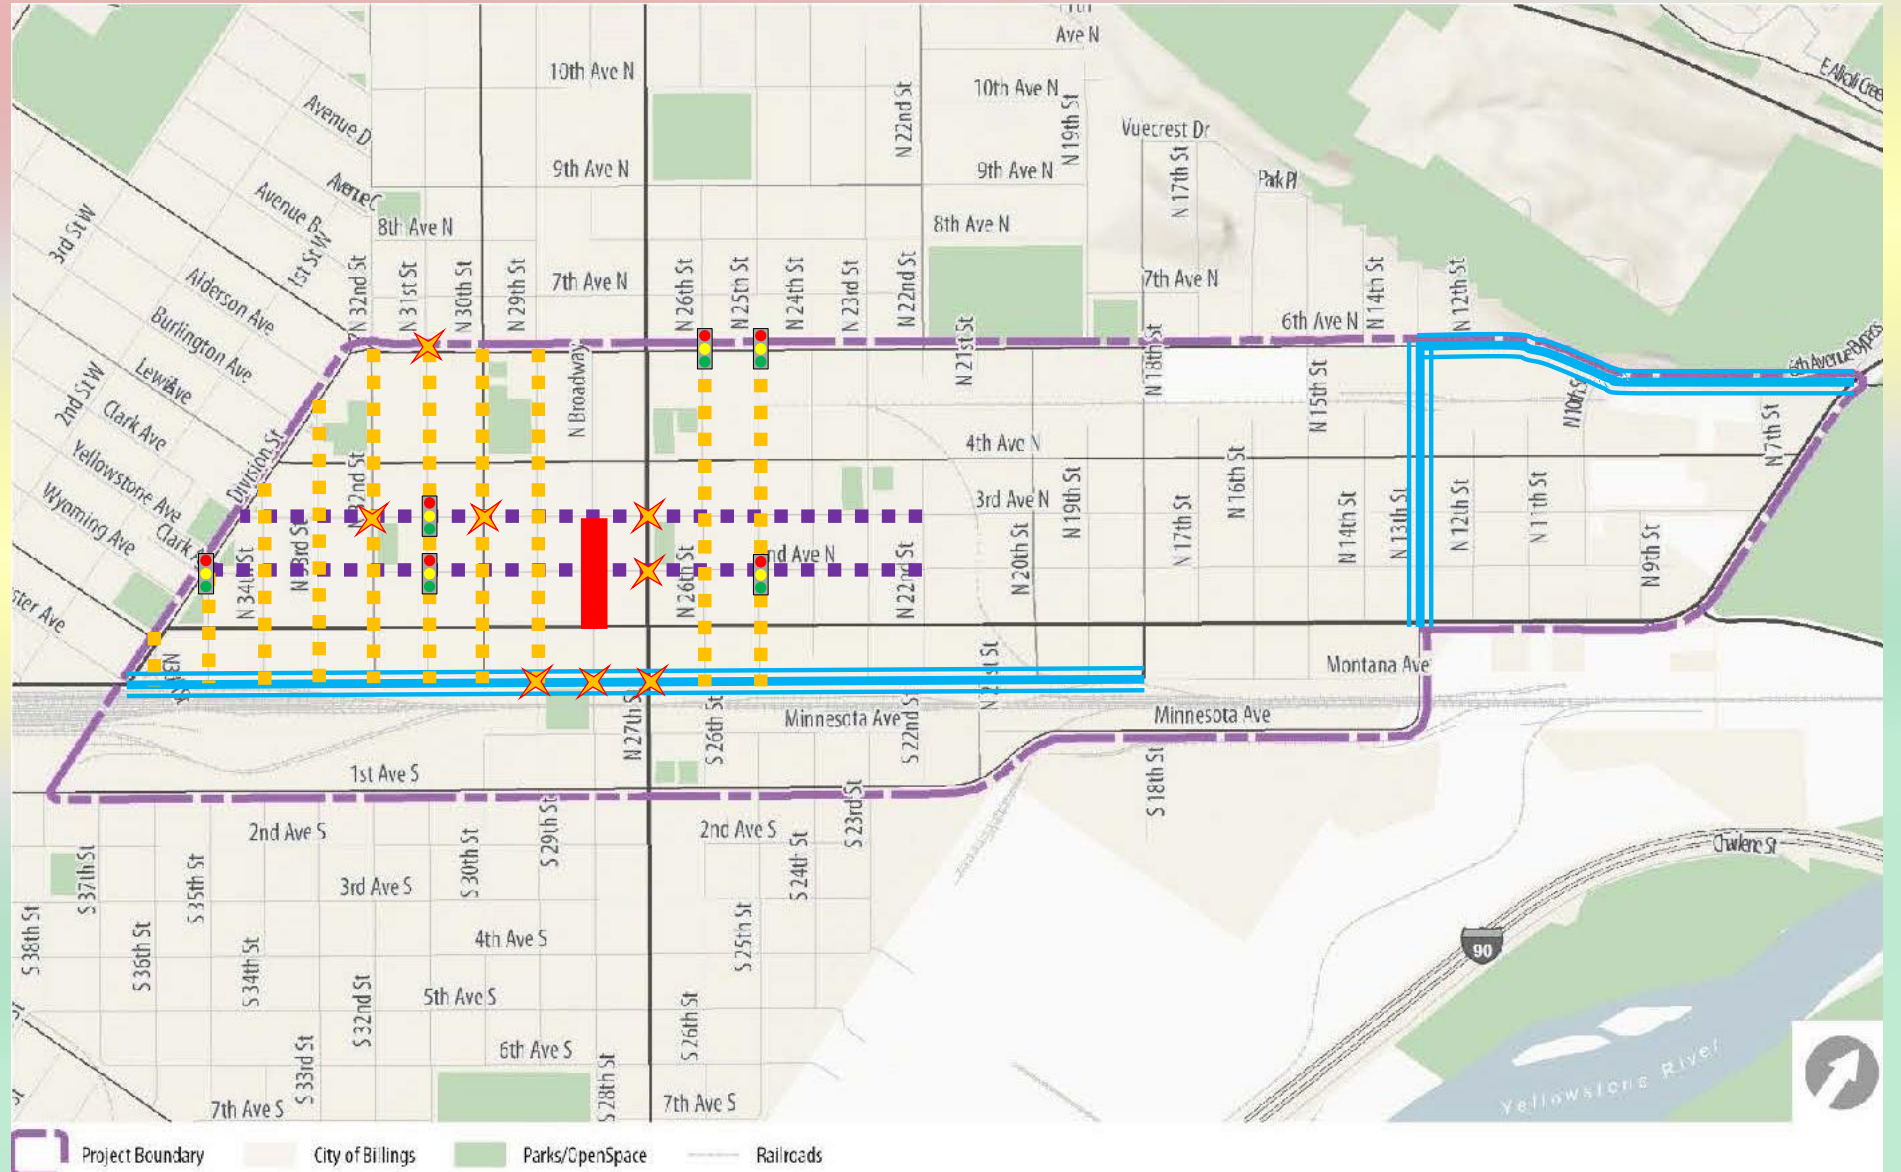 Ave N
E Alkali Cree
10th Ave N
10th Ave N
N 22nd St
N 19th St
Avenue D
Vuecrest Dr
9th Ave N
9th Ave N
N 17th St
Park Pl
Avenue C
Avenue B
3rd St W
1st St W
8th Ave N
8th Ave N
Alderson Ave
N 32nd St
N 31st St
N 30th St
N 29th St
7th Ave N
N 26th St
N 25th St
N 24th St
N 23rd St
N 22nd St
7th Ave N
N 14th St
N 12th St
Burlington Ave
6th Ave N
6th Avenue Bypass
Lewis Ave
2nd St W
N Broadway
N 21st St
N 18th St
N 15th St
N 10th S
N 7th St
Clark Ave
4th Ave N
Division St
Yellowstone Ave
N 32nd St
3rd Ave N
N 19th St
N 16th St
Wyoming Ave
Clark A
N 34th St
N 33rd St
nd Ave N
N 26th St
N 22nd St
N 20th St
N 17th St
N 14th St
N 13th St
N 12th St
N 11th St
N 9th St
ster Ave
N 21st St
Montana Ave
N 27th S
S 26th St
Minnesota Ave
S 22nd St
Minnesota Ave
1st Ave S
S 18th St
2nd Ave S
S 29th St
2nd Ave S
S 23rd St
S 24th St
Charlene St
S 37th St
S 35th St
3rd Ave S
S 30th St
S 38th St
S 36th St
S 34th St
4th Ave S
S 25th St
90
S 32nd St
5th Ave S
S 26th St
S 33rd St
6th Ave S
S 28th St
7th Ave S
7th Ave S
Yellowstone River
Project Boundary
City of Billings
Parks/OpenSpace
Railroads